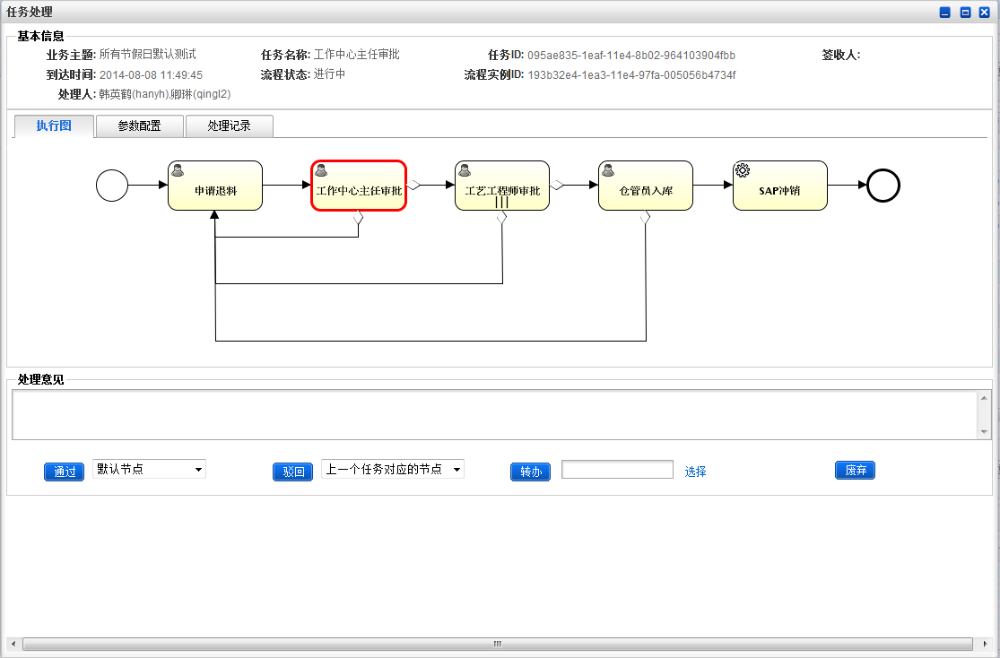 任务处理
基本信息
业务主题: 所有节假日默认测试 任务名称: 工作中心主任审批 任务ID: 095ae835-1eaf-11e4-8b02-964103904fbb 签收人:
到达时间: 2014-08-08 11:49:45 流程状态: 进行中 流程实例ID: 193b32e4-1ea3-11e4-97fa-005056b4734f
处理人: 韩英鹤(hanyh),卿琳(qingl2)
执行图 参数配置 处理记录
申请退料 工作中心主任审批 工艺工程师审批 仓管员入库 SAP冲销
处理意见
通过 默认节点 驳回 上一个任务对应的节点 转办 选择 废弃